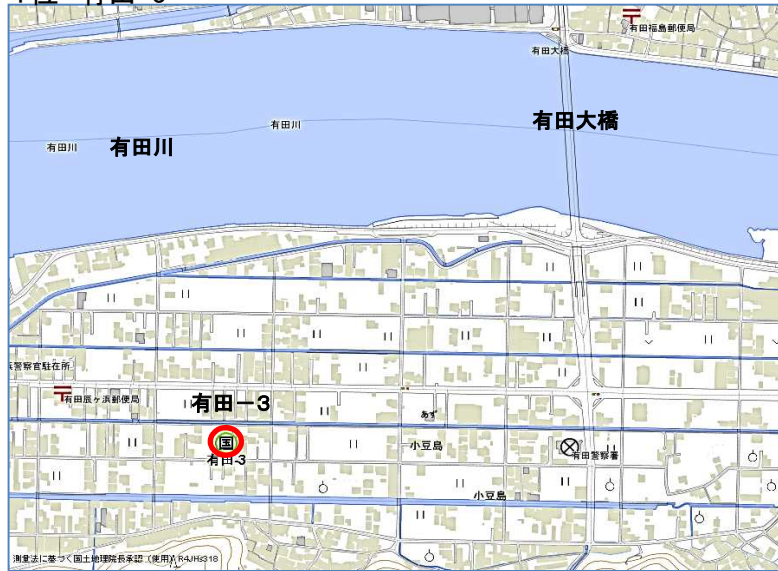 有田福島郵便局
有田大橋
有田大橋
有田川
有田川
有田川
警察官駐在所
有田辰ヶ浜郵便局
有田－3
あず
国
有田-3
小豆島
有田警察署
小豆島
測量法に基づく国土地理院長承認（使用）R4JHs318